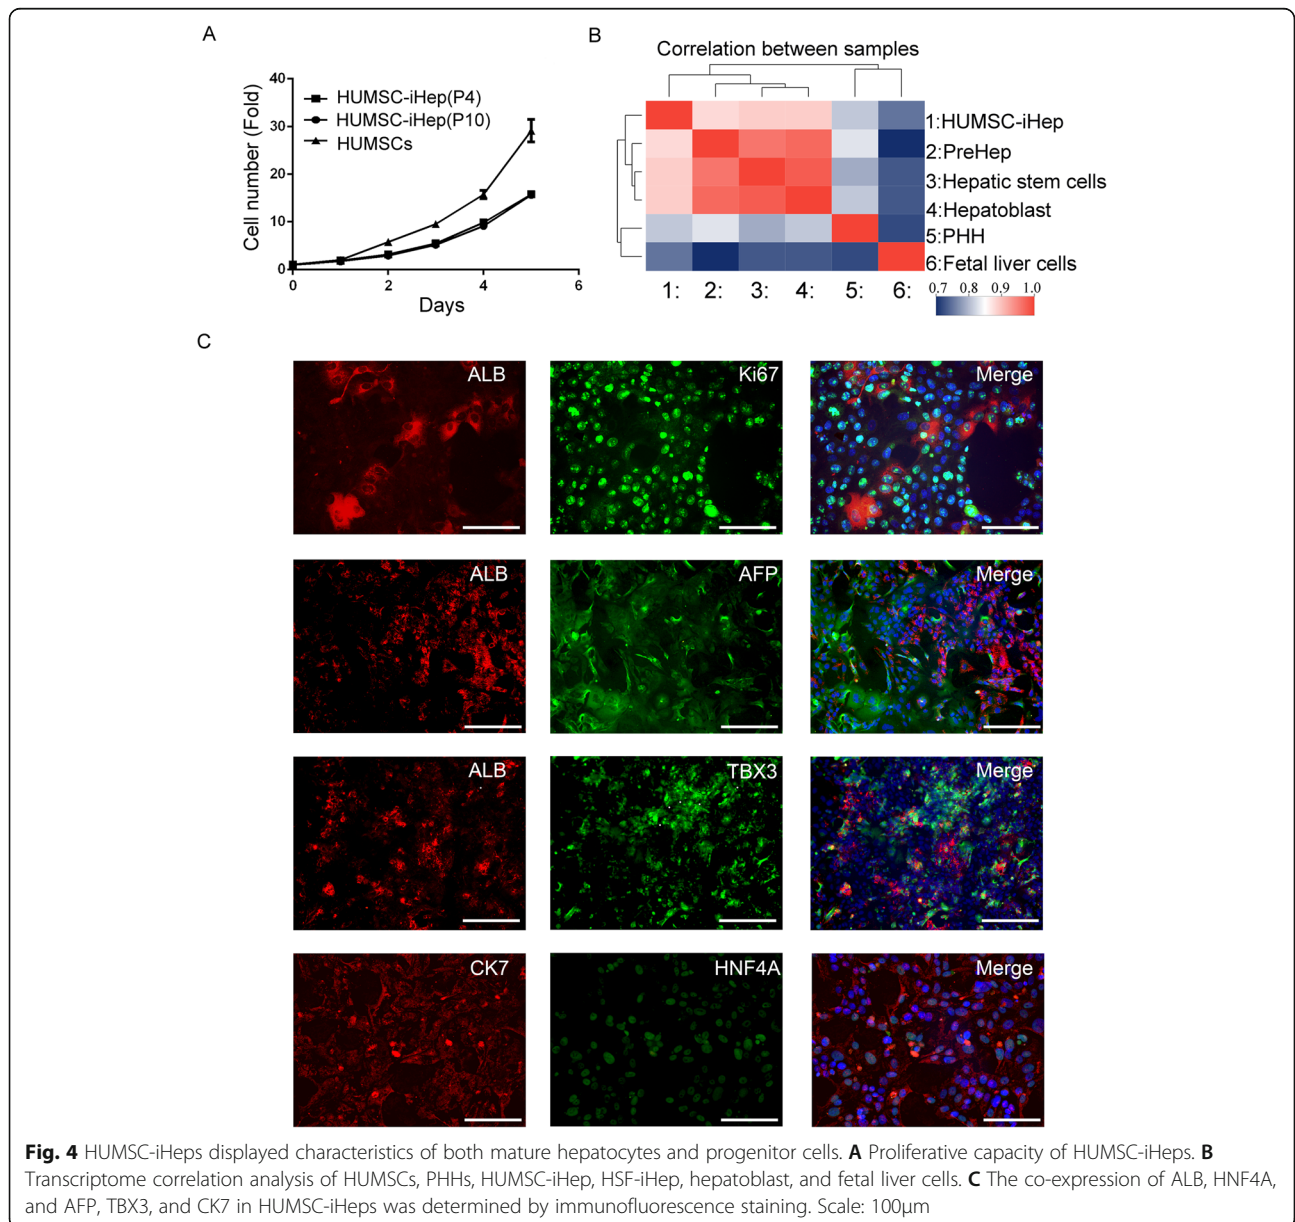 A
40
30
20
10
0
Cell number (Fold)
HUMSC-iHep(P4)
HUMSC-iHep(P10)
HUMSCs
0 2 4 6
Days
B
Correlation between samples
1:HUMSC-iHep
2:PreHep
3:Hepatic stem cells
4:Hepatoblast
5:PHH
6:Fetal liver cells
1: 2: 3: 4: 5: 6:
0.7 0.8 0.9 1.0
C
ALB Ki67 Merge
ALB AFP Merge
ALB TBX3 Merge
CK7 HNF4A Merge
Fig. 4 HUMSC-iHeps displayed characteristics of both mature hepatocytes and progenitor cells. A Proliferative capacity of HUMSC-iHeps. B
Transcriptome correlation analysis of HUMSCs, PHHs, HUMSC-iHep, HSF-iHep, hepatoblast, and fetal liver cells. C The co-expression of ALB, HNF4A,
and AFP, TBX3, and CK7 in HUMSC-iHeps was determined by immunofluorescence staining. Scale: 100μm